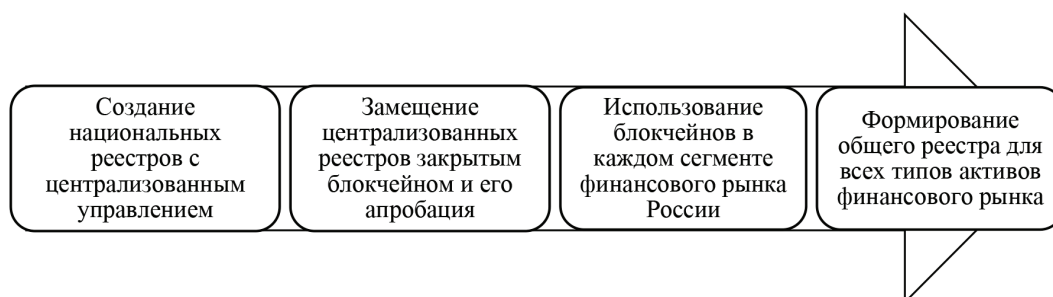 Создание
национальных
реестров с
централизованным
управлением
Замещение
централизованных
реестров закрытым
блокчейном и его
апробация
Использование
блокчейнов в
каждом сегменте
финансового рынка
России
Формирование
общего реестра для
всех типов активов
финансового рынка